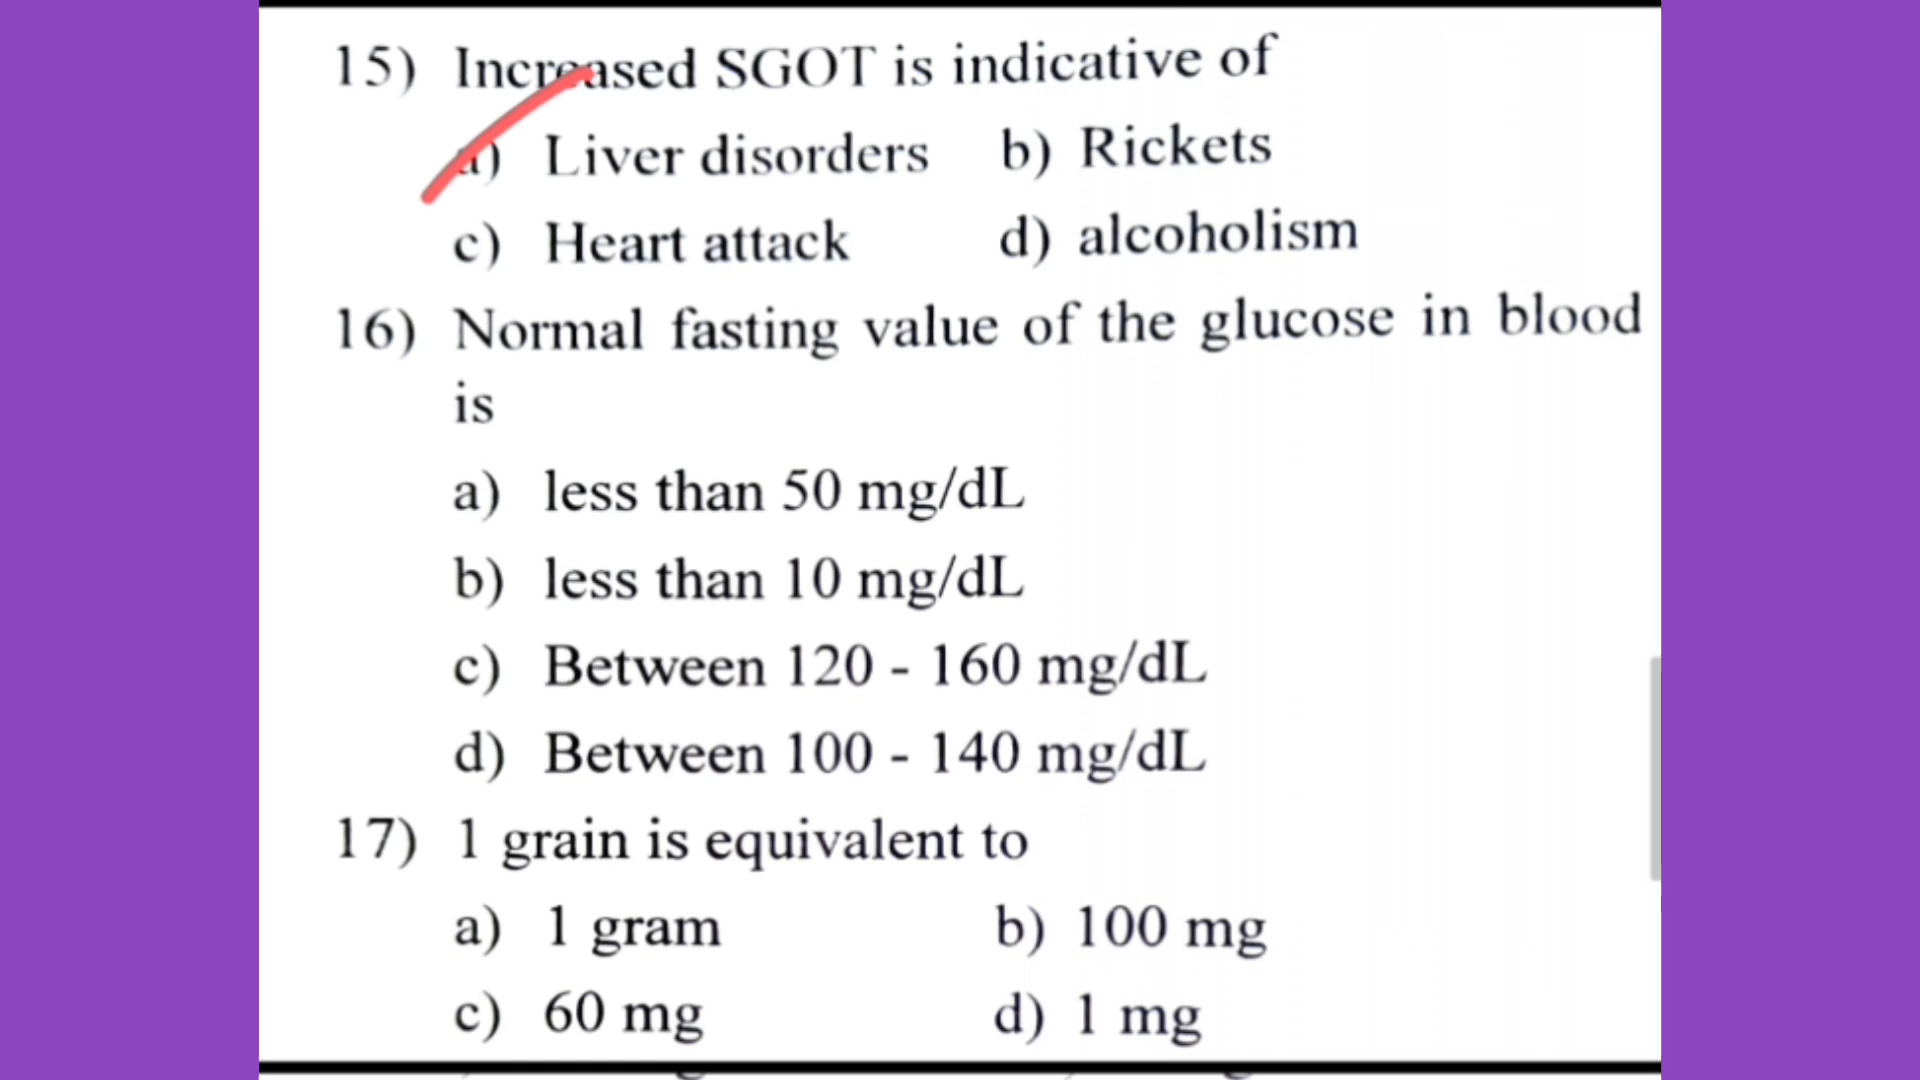 15) Increased SGOT is indicative of
a) Liver disorders b) Rickets
c) Heart attack d) alcoholism
16) Normal fasting value of the glucose in blood
is
a) less than 50 mg/dL
b) less than 10 mg/dL
c) Between 120 - 160 mg/dL
d) Between 100 - 140 mg/dL
17) 1 grain is equivalent to
a) 1 gram b) 100 mg
c) 60 mg d) 1 mg